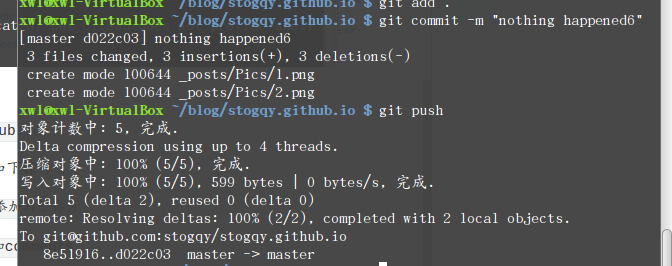 xwl@xwl-VirtualBox ~/blog/stogqy.github.io $ git add .
xwl@xwl-VirtualBox ~/blog/stogqy.github.io $ git commit -m "nothing happened6"
[master d022c03] nothing happened6
 3 files changed, 3 insertions(+), 3 deletions(-)
 create mode 100644 _posts/Pics/1.png
 create mode 100644 _posts/Pics/2.png
xwl@xwl-VirtualBox ~/blog/stogqy.github.io $ git push
对象计数中: 5, 完成.
Delta compression using up to 4 threads.
压缩对象中: 100% (5/5), 完成.
写入对象中: 100% (5/5), 599 bytes | 0 bytes/s, 完成.
Total 5 (delta 2), reused 0 (delta 0)
remote: Resolving deltas: 100% (2/2), completed with 2 local objects.
To git@github.com:stogqy/stogqy.github.io
   8e51916..d022c03  master -> master
ub
下
添加
co